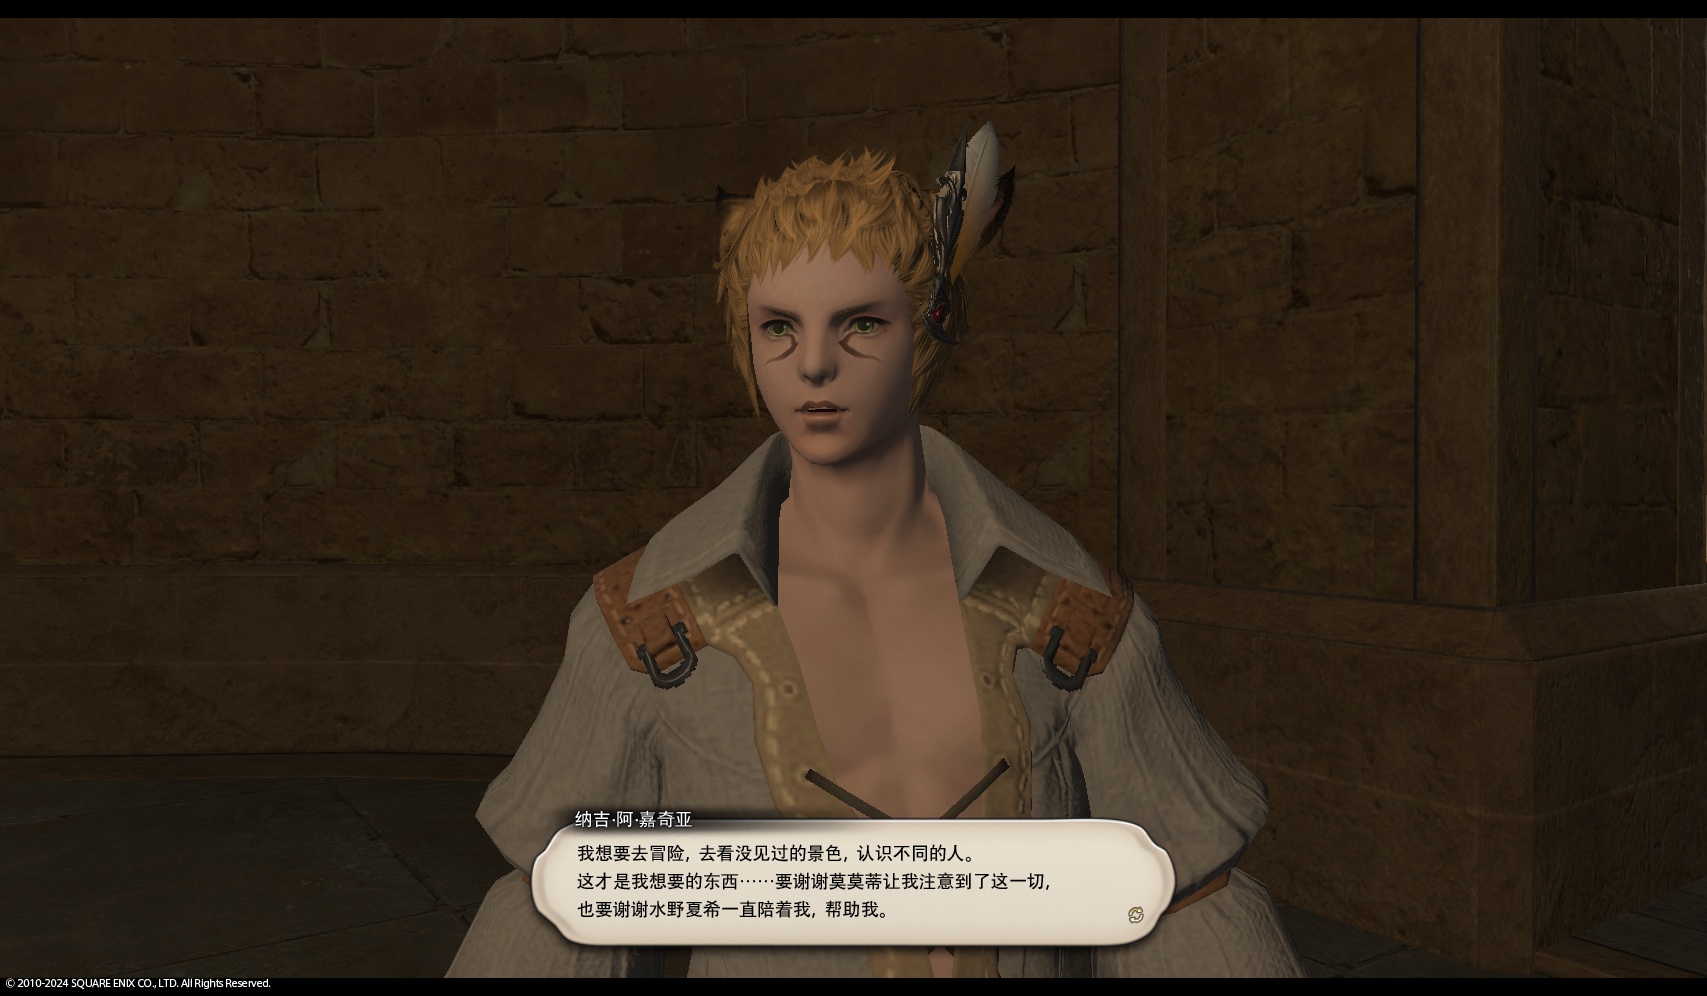 纳吉·阿·嘉奇亚
我想要去冒险，去看没见过的景色，认识不同的人。
这才是我想要的东西……要谢谢莫莫蒂让我注意到了这一切，
也要谢谢水野夏希一直陪着我，帮助我。
© 2010-2024 SQUARE ENIX CO., LTD. All Rights Reserved.